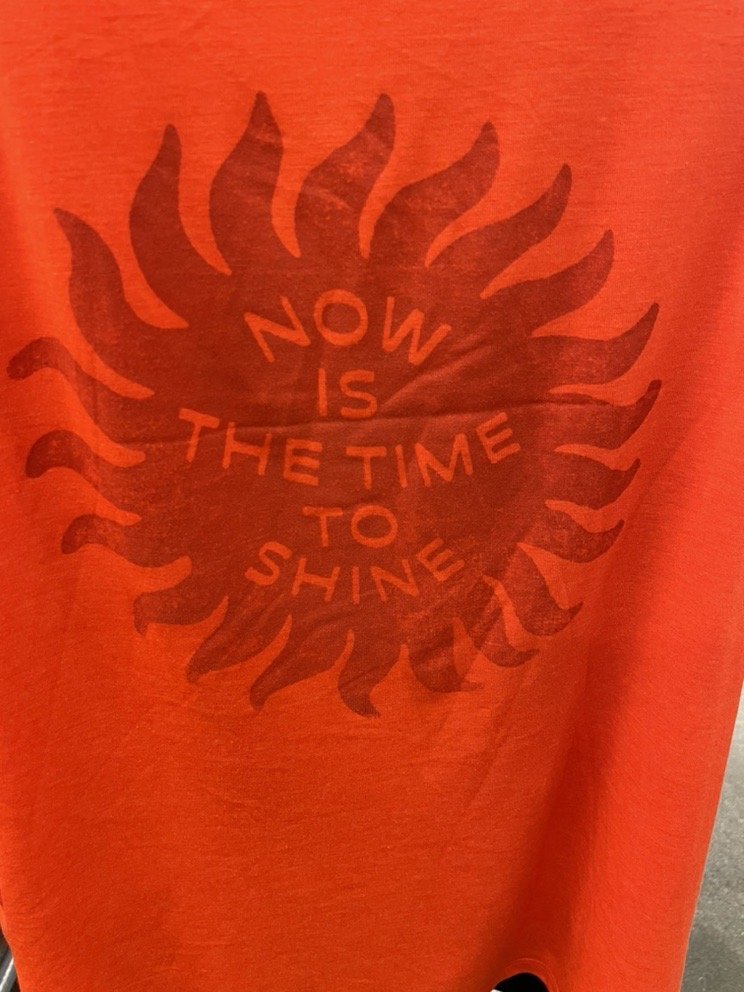 NOW
IS
THE TIME
TO
SHINE